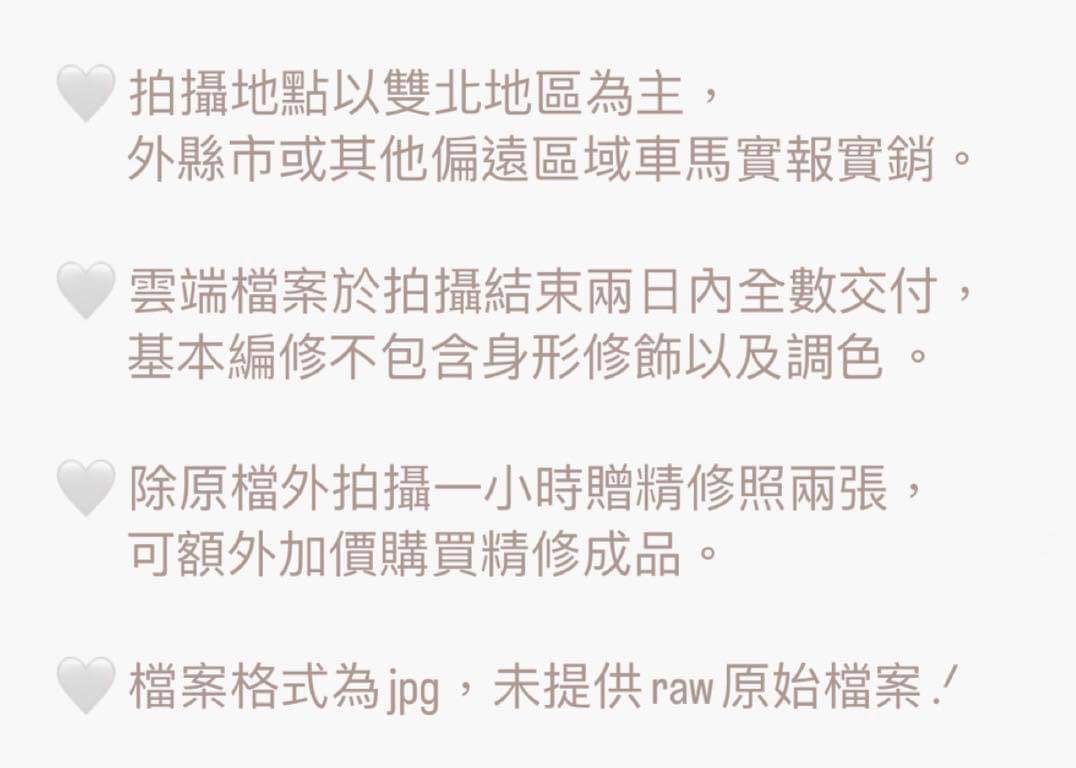 🤍拍攝地點以雙北地區為主，
外縣市或其他偏遠區域車馬實報實銷。
🤍雲端檔案於拍攝結束兩日內全數交付，
基本編修不包含身形修飾以及調色。
🤍除原檔外拍攝一小時贈精修照兩張，
可額外加價購買精修成品。
🤍檔案格式為jpg，未提供raw原始檔案！